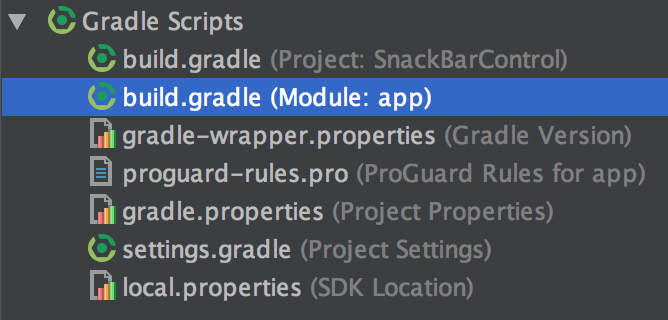 Gradle Scripts
build.gradle (Project: SnackBarControl)
build.gradle (Module: app)
gradle-wrapper.properties (Gradle Version)
proguard-rules.pro (ProGuard Rules for app)
gradle.properties (Project Properties)
settings.gradle (Project Settings)
local.properties (SDK Location)